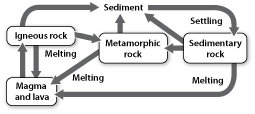 Sediment
Settling
Igneous rock
Melting
Metamorphic
rock
Sedimentary
rock
Melting
Melting
Magma
and lava